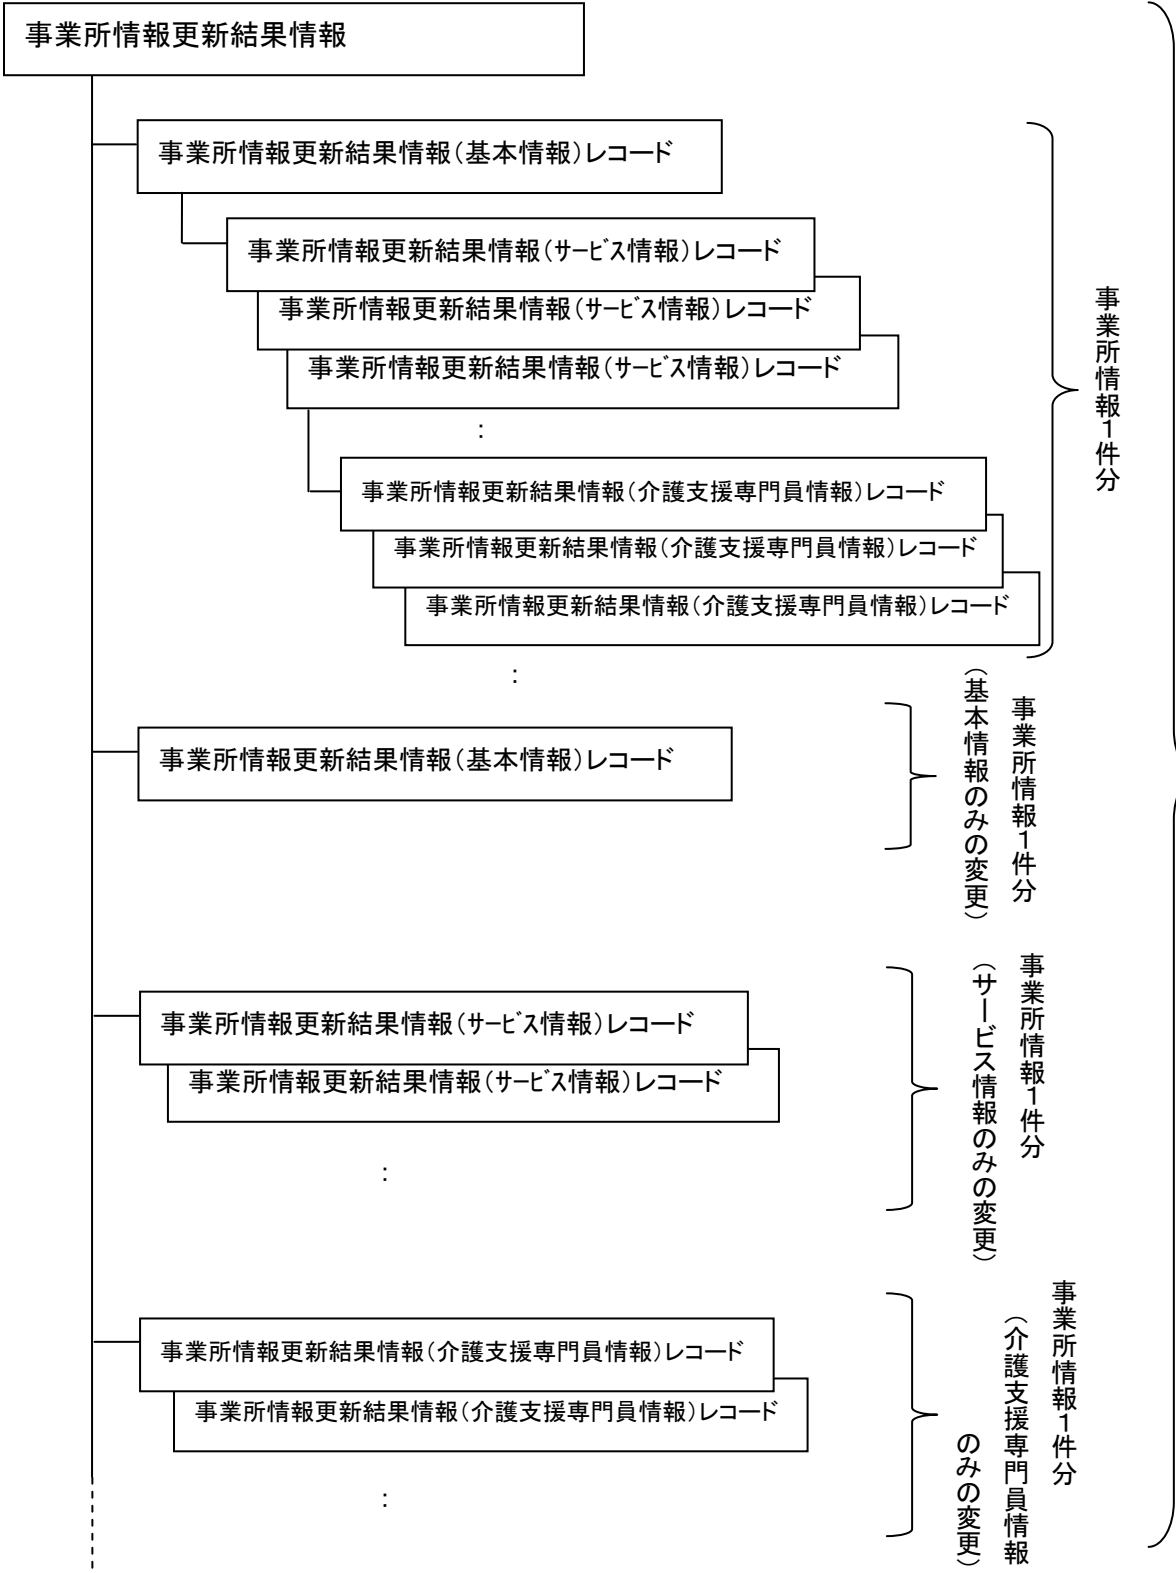 事業所情報更新結果情報
事業所情報更新結果情報（基本情報）レコード
事業所情報更新結果情報（ｻｰﾋﾞｽ情報）レコード
事業所情報更新結果情報（ｻｰﾋﾞｽ情報）レコード
事業所情報更新結果情報（ｻｰﾋﾞｽ情報）レコード
：
事業所情報更新結果情報（介護支援専門員情報）レコード
事業所情報更新結果情報（介護支援専門員情報）レコード
事業所情報更新結果情報（介護支援専門員情報）レコード
：
事業所情報１件分
事業所情報更新結果情報（基本情報）レコード
事業所情報１件分
（基本情報のみの変更）
事業所情報更新結果情報（ｻｰﾋﾞｽ情報）レコード
事業所情報更新結果情報（ｻｰﾋﾞｽ情報）レコード
：
事業所情報１件分
（サービス情報のみの変更）
事業所情報更新結果情報（介護支援専門員情報）レコード
事業所情報更新結果情報（介護支援専門員情報）レコード
：
事業所情報１件分
（介護支援専門員情報
のみの変更）